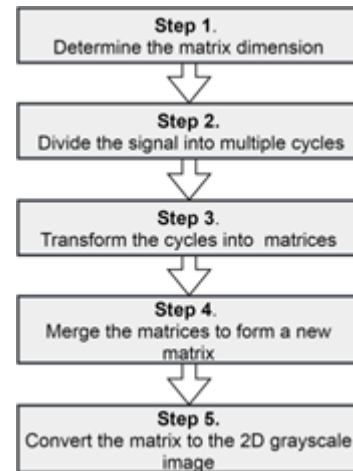 Step 1.
Determine the matrix dimension
Step 2.
Divide the signal into multiple cycles
Step 3.
Transform the cycles into matrices
Step 4.
Merge the matrices to form a new
matrix
Step 5.
Convert the matrix to the 2D grayscale
image